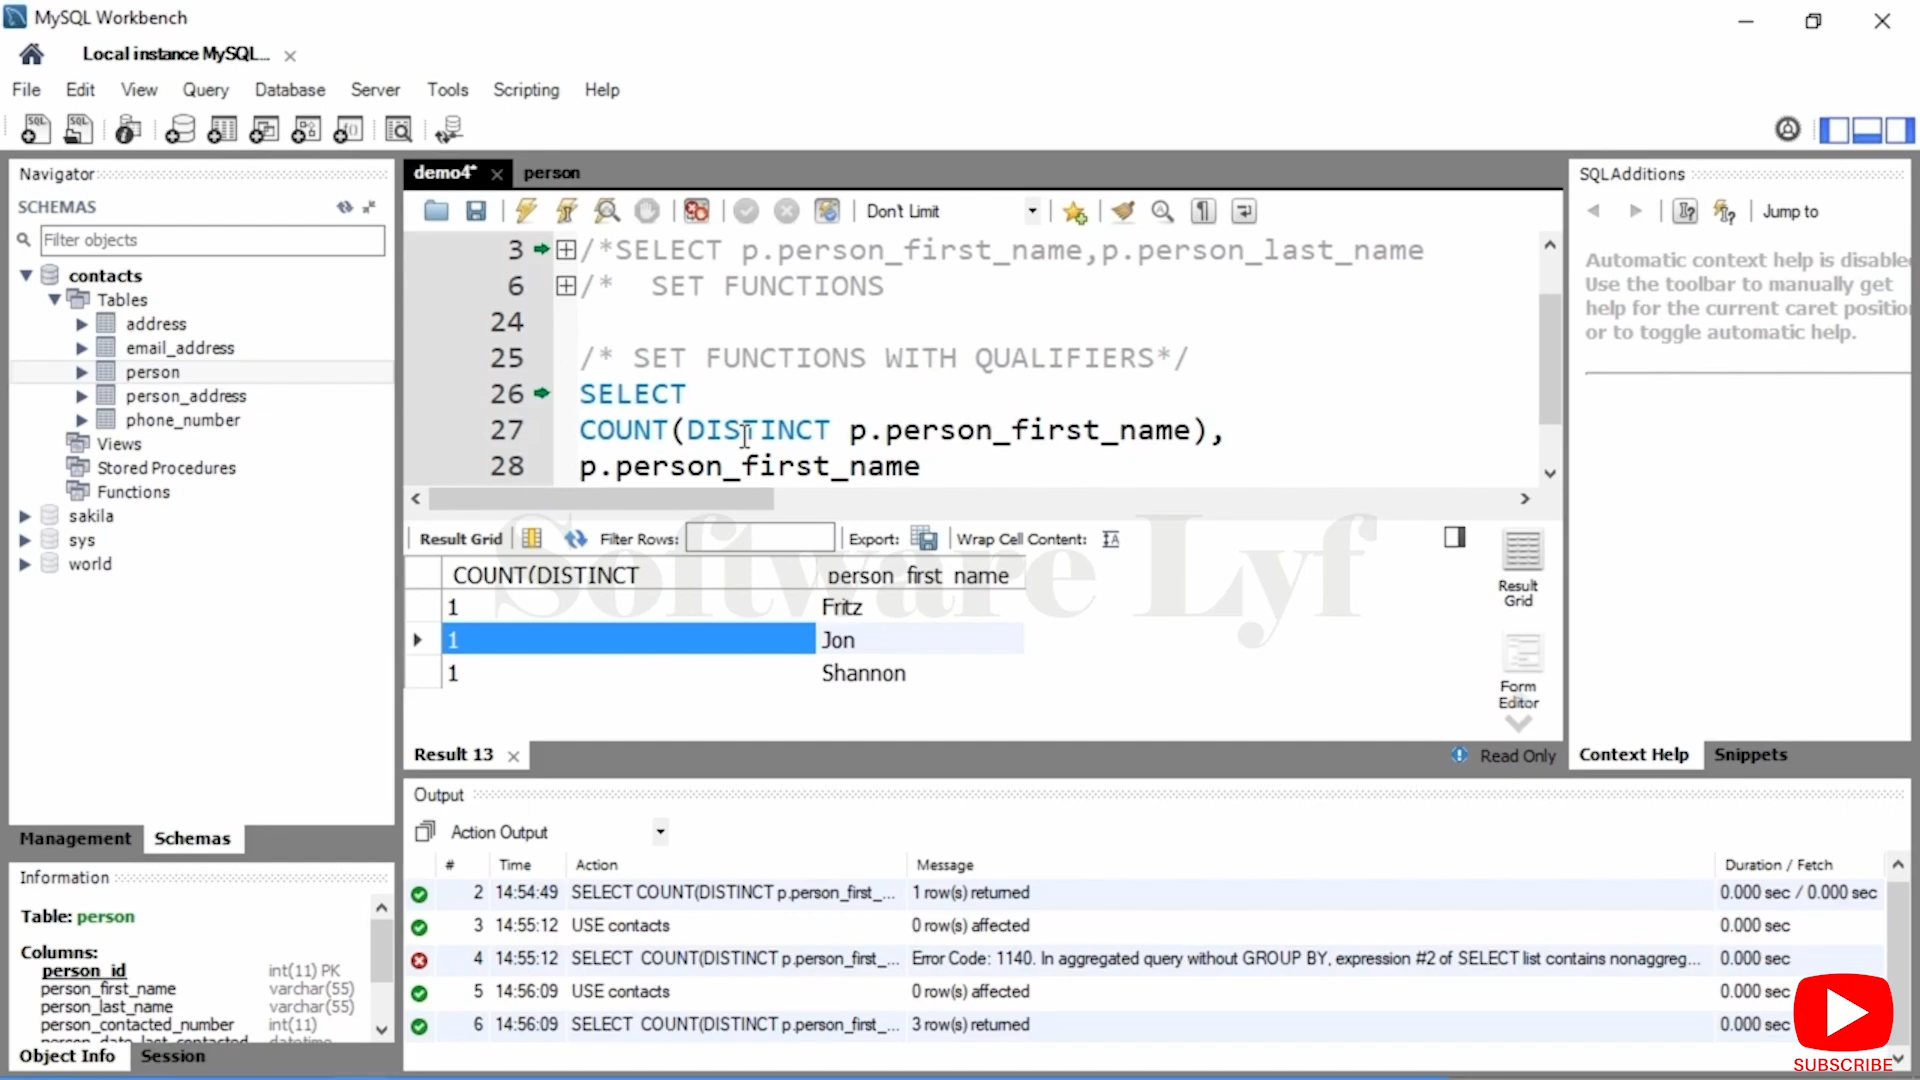 MySQL Workbench
Local instance MySQL...
File Edit View Query Database Server Tools Scripting Help
Navigator
SCHEMAS
Filter objects
contacts
Tables
address
email_address
person
person_address
phone_number
Views
Stored Procedures
Functions
sakila
sys
world
Management Schemas
Information
Table: person
Columns:
person_id int(11) PK
person_first_name varchar(55)
person_last_name varchar(55)
person_contacted_number int(11)
person_date_last_contacted datetime
Object Info Session
demo4* person
Don't Limit
3 /*SELECT p.person_first_name,p.person_last_name
6 /* SET FUNCTIONS
24
25 /* SET FUNCTIONS WITH QUALIFIERS*/
26 SELECT
27 COUNT(DISTINCT p.person_first_name),
28 p.person_first_name
Result Grid Filter Rows: Export: Wrap Cell Content:
COUNT(DISTINCT person_first_name
1 Fritz
1 Jon
1 Shannon
Software Lyf
Result
Grid
Form
Editor
Result 13 Read Only
Output
Action Output
# Time Action Message Duration / Fetch
2 14:54:49 SELECT COUNT(DISTINCT p.person_first_... 1 row(s) returned 0.000 sec / 0.000 sec
3 14:55:12 USE contacts 0 row(s) affected 0.000 sec
4 14:55:12 SELECT COUNT(DISTINCT p.person_first_... Error Code: 1140. In aggregated query without GROUP BY, expression #2 of SELECT list contains nonaggreg... 0.000 sec
5 14:56:09 USE contacts 0 row(s) affected 0.000 sec
6 14:56:09 SELECT COUNT(DISTINCT p.person_first_... 3 row(s) returned 0.000 sec
SQLAdditions
Jump to
Automatic context help is disable
Use the toolbar to manually get
help for the current caret positio
or to toggle automatic help.
Context Help Snippets
SUBSCRIBE